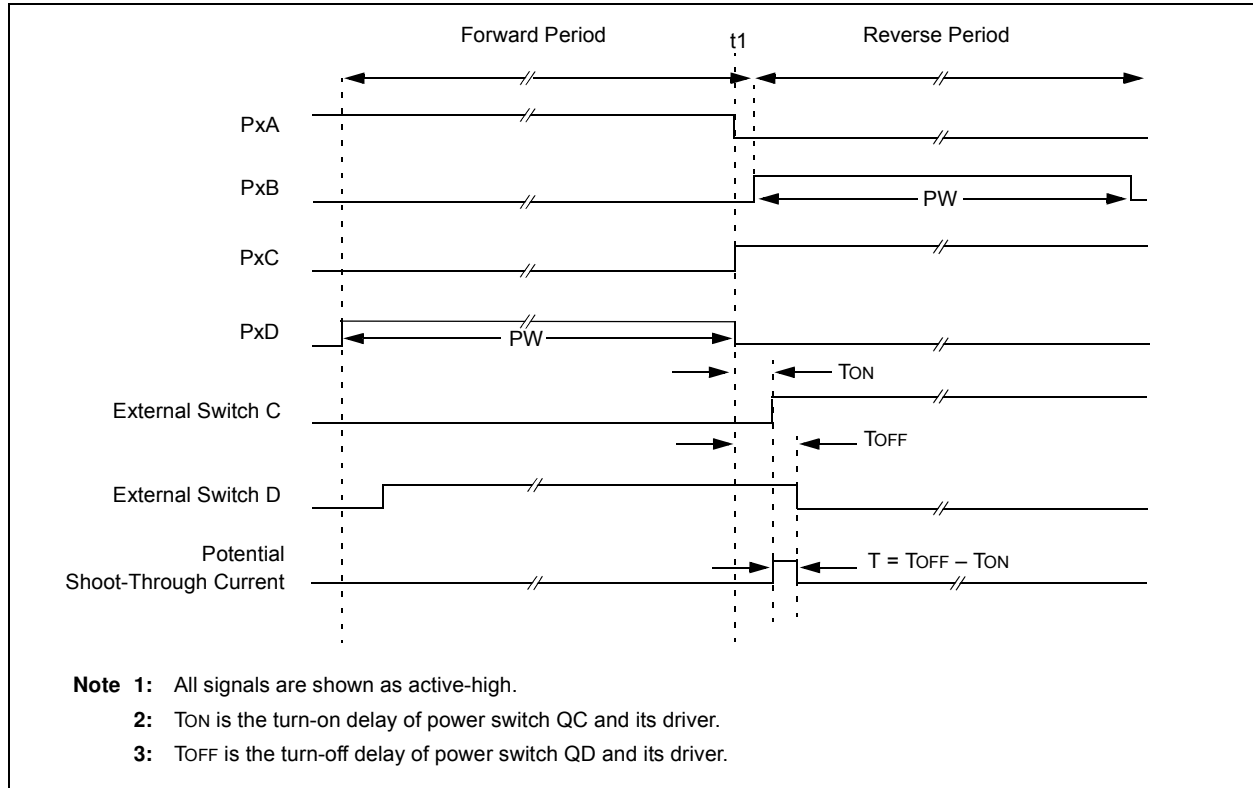 Forward Period
t1
Reverse Period
PxA
PxB
PW
PxC
PxD
PW
TON
External Switch C
TOFF
External Switch D
Potential
Shoot-Through Current
T = TOFF – TON
Note 1: All signals are shown as active-high.
2: TON is the turn-on delay of power switch QC and its driver.
3: TOFF is the turn-off delay of power switch QD and its driver.